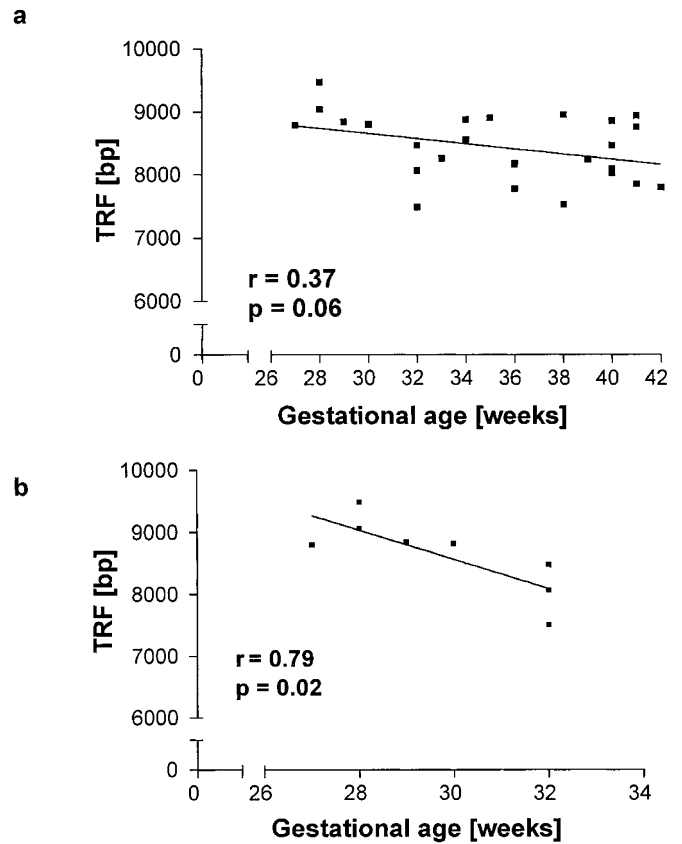 a
10000
9000
8000
7000
6000
0
TRF [bp]
r = 0.37
p = 0.06
0 26 28 30 32 34 36 38 40 42
Gestational age [weeks]
b
10000
9000
8000
7000
6000
0
TRF [bp]
r = 0.79
p = 0.02
0 26 28 30 32 34
Gestational age [weeks]